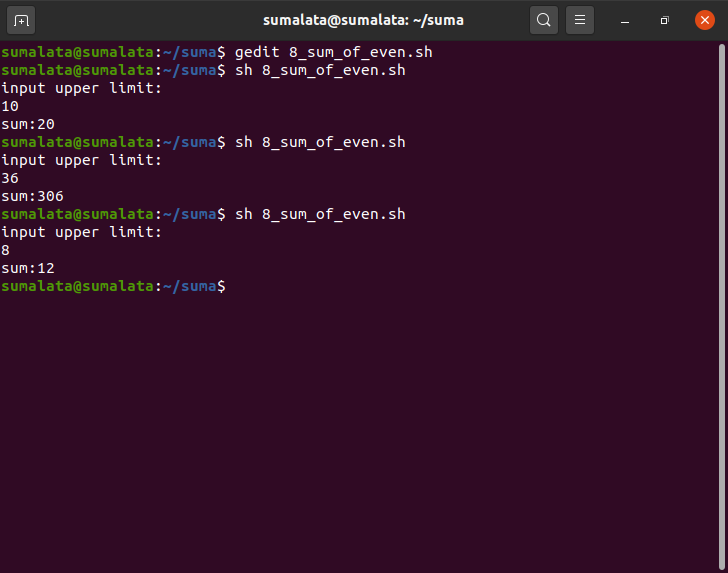 sumalata@sumalata: ~/suma
sumalata@sumalata:~/suma$ gedit 8_sum_of_even.sh
sumalata@sumalata:~/suma$ sh 8_sum_of_even.sh
input upper limit:
10
sum:20
sumalata@sumalata:~/suma$ sh 8_sum_of_even.sh
input upper limit:
36
sum:306
sumalata@sumalata:~/suma$ sh 8_sum_of_even.sh
input upper limit:
8
sum:12
sumalata@sumalata:~/suma$